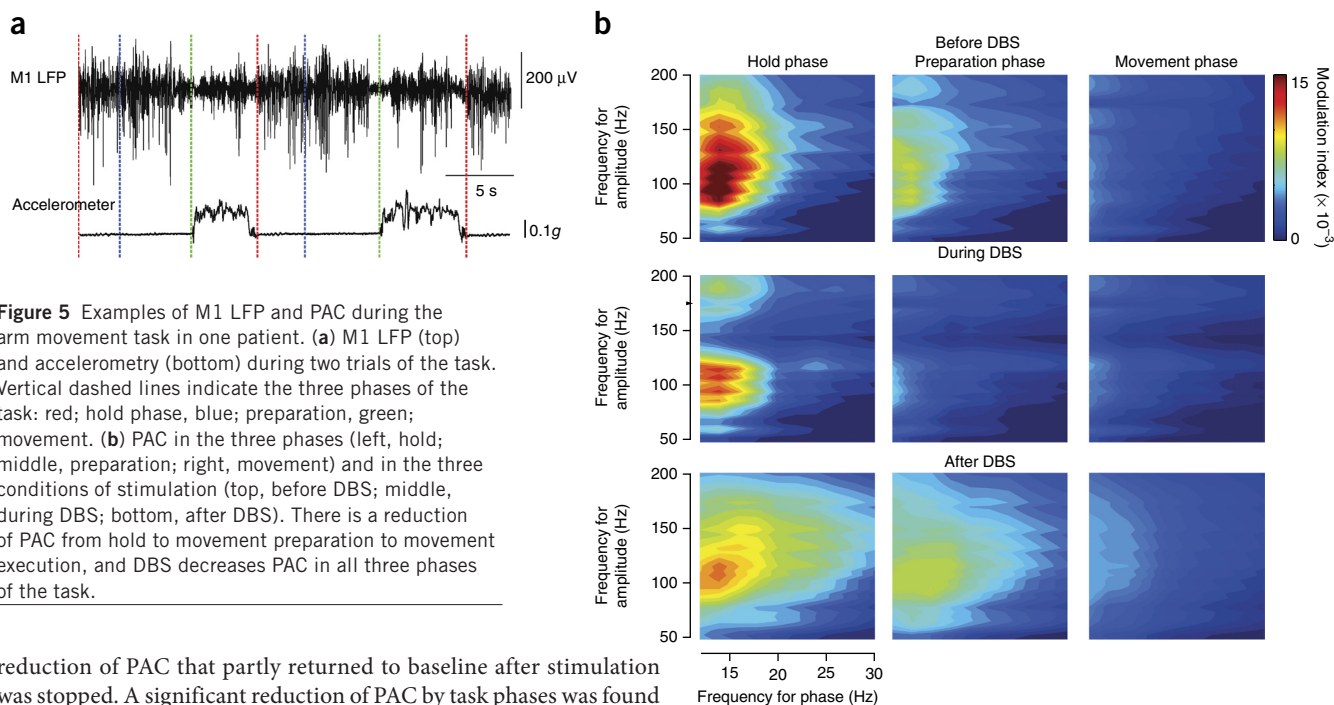 a
M1 LFP
200 µV
5 s
Accelerometer
0.1g
Figure 5 Examples of M1 LFP and PAC during the
arm movement task in one patient. (a) M1 LFP (top)
and accelerometry (bottom) during two trials of the task.
Vertical dashed lines indicate the three phases of the
task: red; hold phase, blue; preparation, green;
movement. (b) PAC in the three phases (left, hold;
middle, preparation; right, movement) and in the three
conditions of stimulation (top, before DBS; middle,
during DBS; bottom, after DBS). There is a reduction
of PAC from hold to movement preparation to movement
execution, and DBS decreases PAC in all three phases
of the task.
reduction of PAC that partly returned to baseline after stimulation
was stopped. A significant reduction of PAC by task phases was found
b
Before DBS
Hold phase
Preparation phase
Movement phase
200
150
100
50
Frequency for
amplitude (Hz)
15
0
Modulation index (× 10⁻³)
During DBS
200
150
100
50
Frequency for
amplitude (Hz)
After DBS
200
150
100
50
Frequency for
amplitude (Hz)
15 20 25 30
Frequency for phase (Hz)